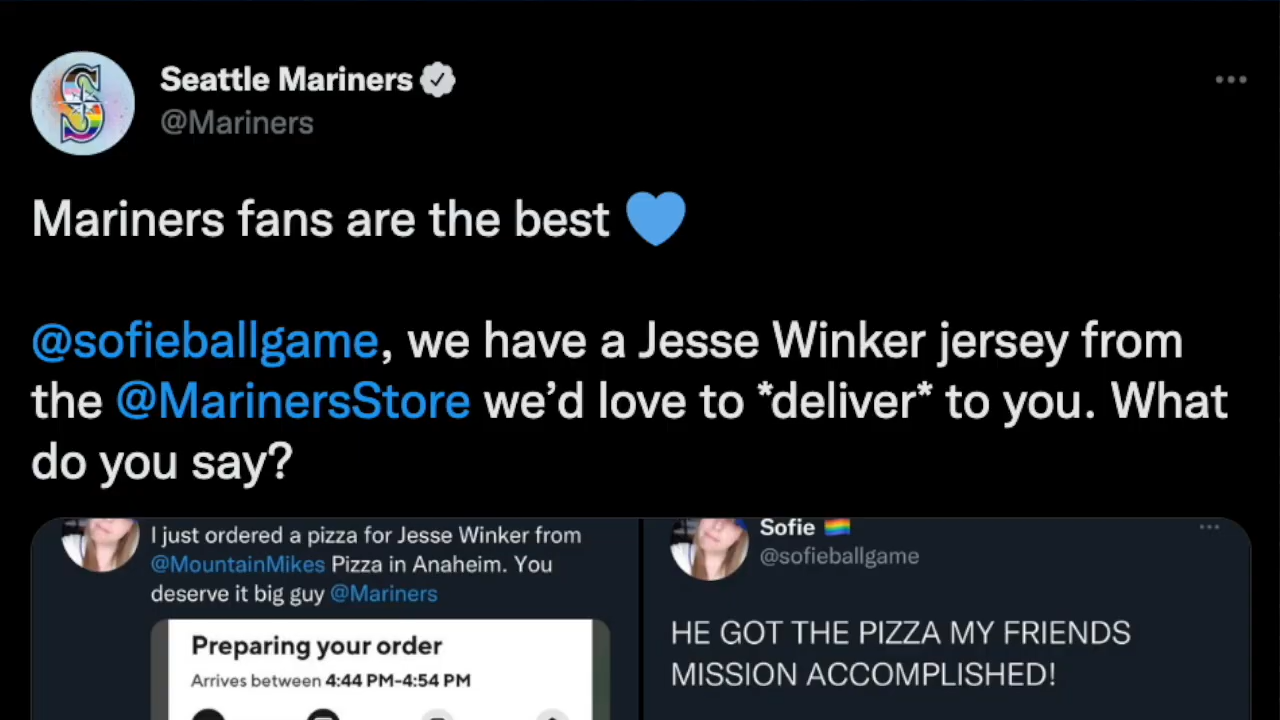 Seattle Mariners
@Mariners
Mariners fans are the best 💙
@sofieballgame, we have a Jesse Winker jersey from
the @MarinersStore we’d love to *deliver* to you. What
do you say?
I just ordered a pizza for Jesse Winker from
@MountainMikes Pizza in Anaheim. You
deserve it big guy @Mariners
Preparing your order
Arrives between 4:44 PM-4:54 PM
Sofie 🏳️‍🌈
@sofieballgame
HE GOT THE PIZZA MY FRIENDS
MISSION ACCOMPLISHED!